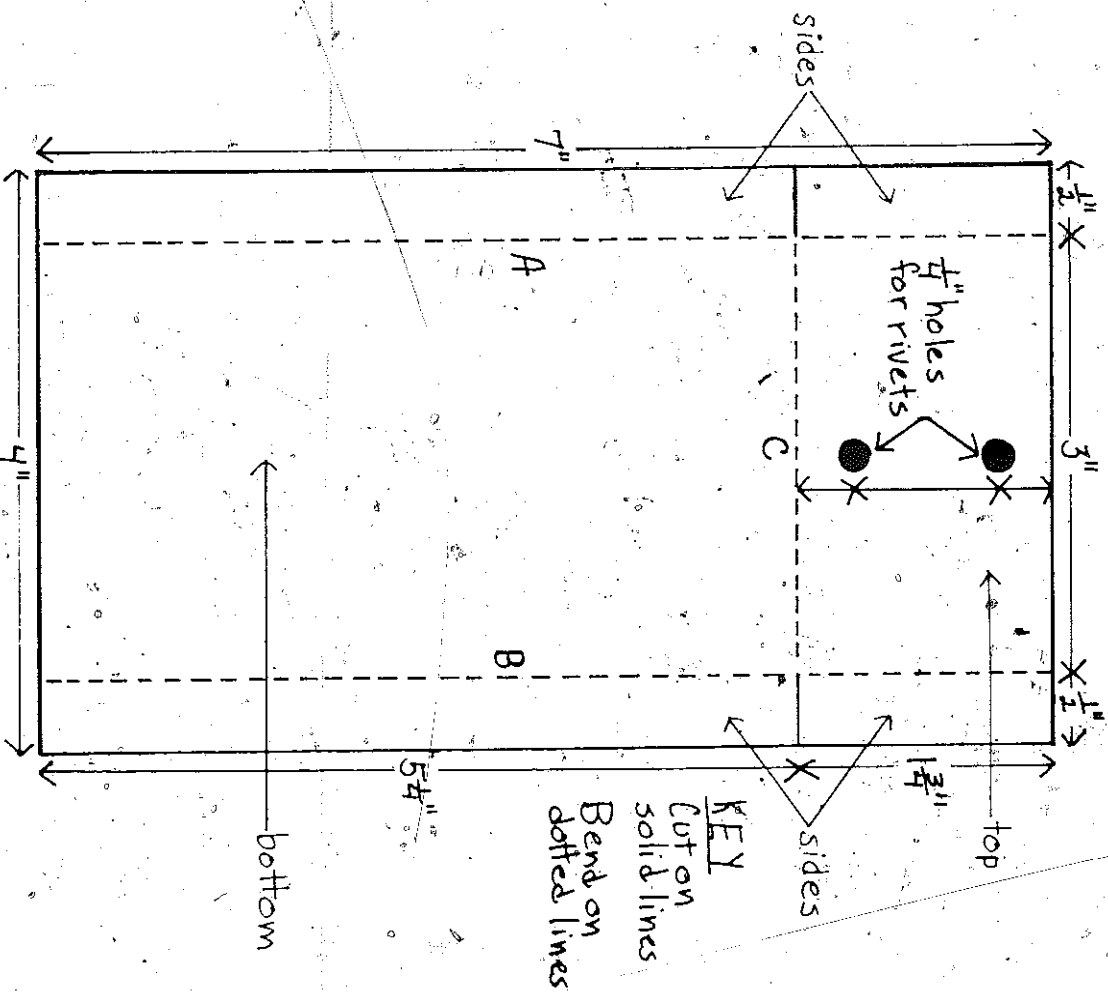 1/2"
3"
1/2"
top
1/4" holes
for rivets
1 3/4"
sides
sides
C
KEY
Cut on
solid lines
Bend on
dotted lines
7"
A
B
5 1/4"
bottom
4"